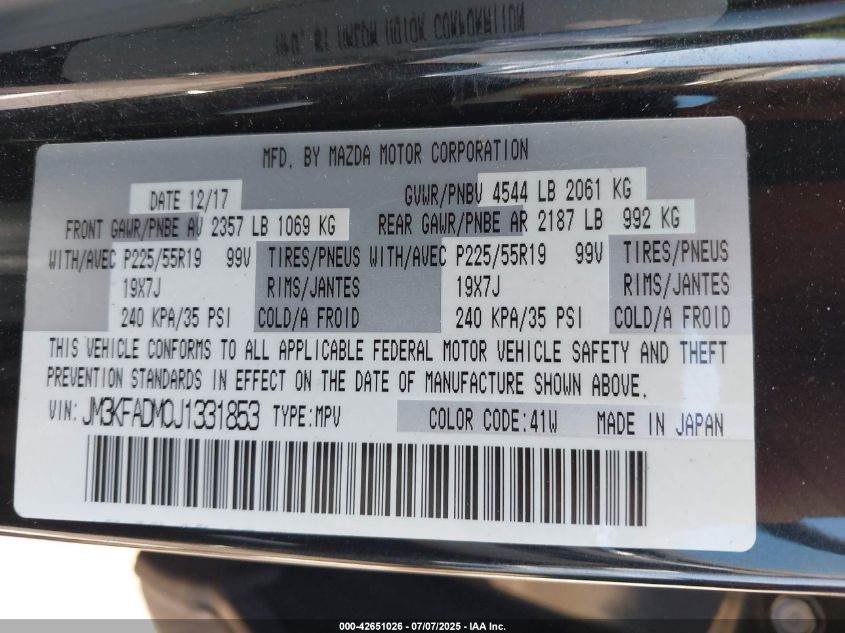 MFD. BY MAZDA MOTOR CORPORATION
DATE 12/17 GVWR/PNBV 4544 LB 2061 KG
FRONT GAWR/PNBE AV 2357 LB 1069 KG REAR GAWR/PNBE AR 2187 LB 992 KG
WITH/AVEC P225/55R19 99V TIRES/PNEUS WITH/AVEC P225/55R19 99V TIRES/PNEUS
19X7J RIMS/JANTES 19X7J RIMS/JANTES
240 KPA/35 PSI COLD/A FROID 240 KPA/35 PSI COLD/A FROID
THIS VEHICLE CONFORMS TO ALL APPLICABLE FEDERAL MOTOR VEHICLE SAFETY AND THEFT
PREVENTION STANDARDS IN EFFECT ON THE DATE OF MANUFACTURE SHOWN ABOVE.
VIN: JM3KFADM0J1331853 TYPE:MPV COLOR CODE:41W MADE IN JAPAN
000-42651026 - 07/07/2025 - IAA Inc.